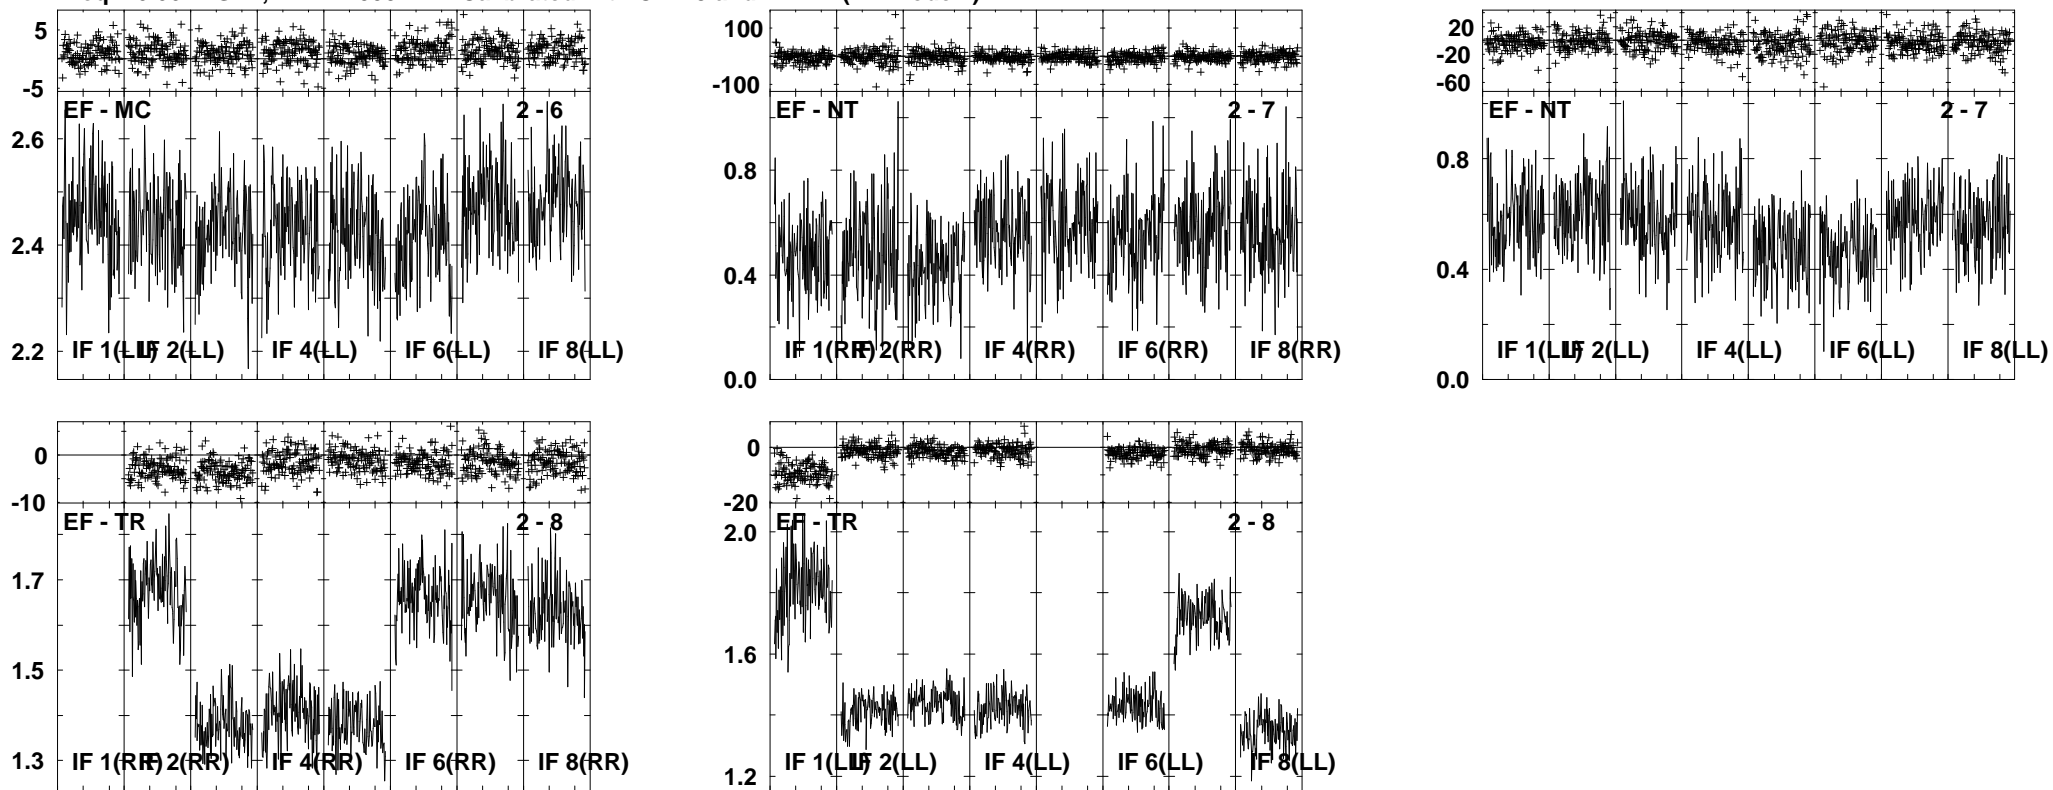 5
-5
EF - MC
2 - 6
2.6
2.4
2.2
IF 1(LL)
IF 2(LL)
IF 4(LL)
IF 6(LL)
IF 8(LL)
100
-100
EF - NT
2 - 7
0.8
0.4
0.0
IF 1(RR)
IF 2(RR)
IF 4(RR)
IF 6(RR)
IF 8(RR)
20
-20
-60
EF - NT
2 - 7
0.8
0.4
0.0
IF 1(LL)
IF 2(LL)
IF 4(LL)
IF 6(LL)
IF 8(LL)
0
-10
EF - TR
2 - 8
1.7
1.5
1.3
IF 1(RR)
IF 2(RR)
IF 4(RR)
IF 6(RR)
IF 8(RR)
0
-20
EF - TR
2 - 8
2.0
1.6
1.2
IF 1(LL)
IF 2(LL)
IF 4(LL)
IF 6(LL)
IF 8(LL)